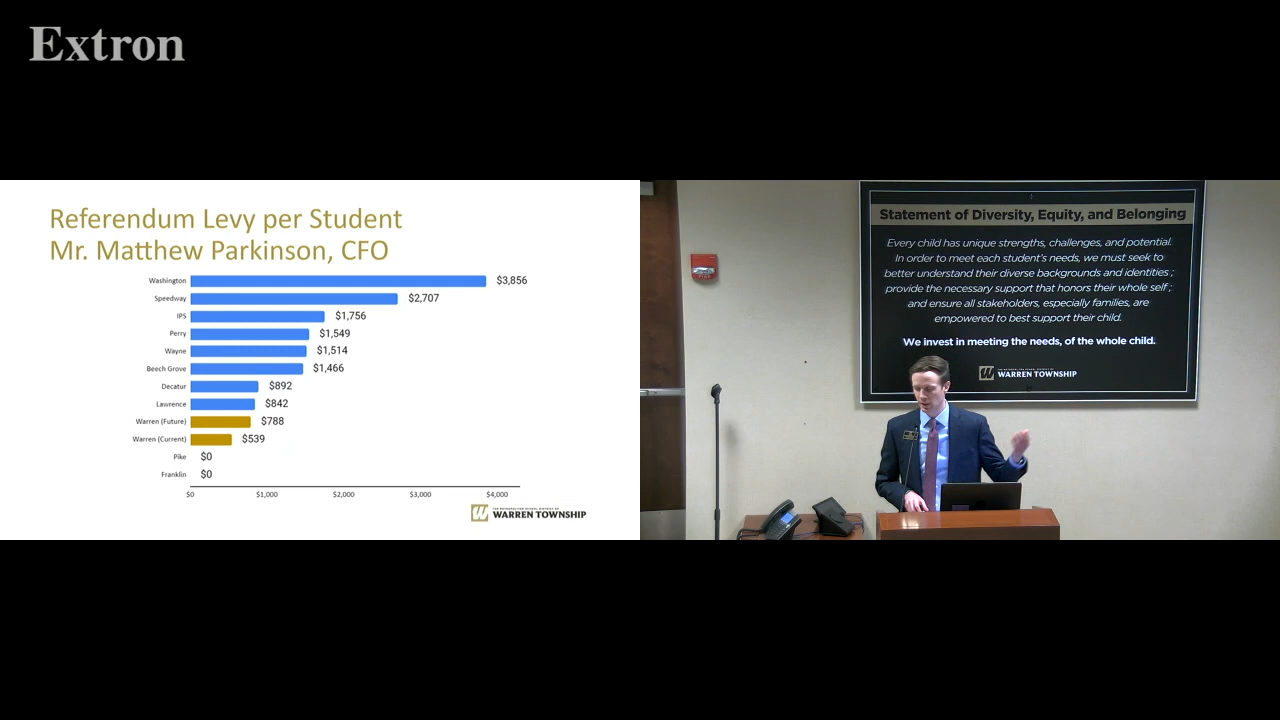 Extron
Referendum Levy per Student
Mr. Matthew Parkinson, CFO
Washington $3,856
Speedway $2,707
IPS $1,756
Perry $1,549
Wayne $1,514
Beech Grove $1,466
Decatur $892
Lawrence $842
Warren (Future) $788
Warren (Current) $539
Pike $0
Franklin $0
$0 $1,000 $2,000 $3,000 $4,000
THE METROPOLITAN SCHOOL DISTRICT OF
WARREN TOWNSHIP
Statement of Diversity, Equity, and Belonging
Every child has unique strengths, challenges, and potential.
In order to meet each student's needs, we must seek to
better understand their diverse backgrounds and identities ;
provide the necessary support that honors their whole self ;
and ensure all stakeholders, especially families, are
empowered to best support their child.
We invest in meeting the needs, of the whole child.
WARREN TOWNSHIP